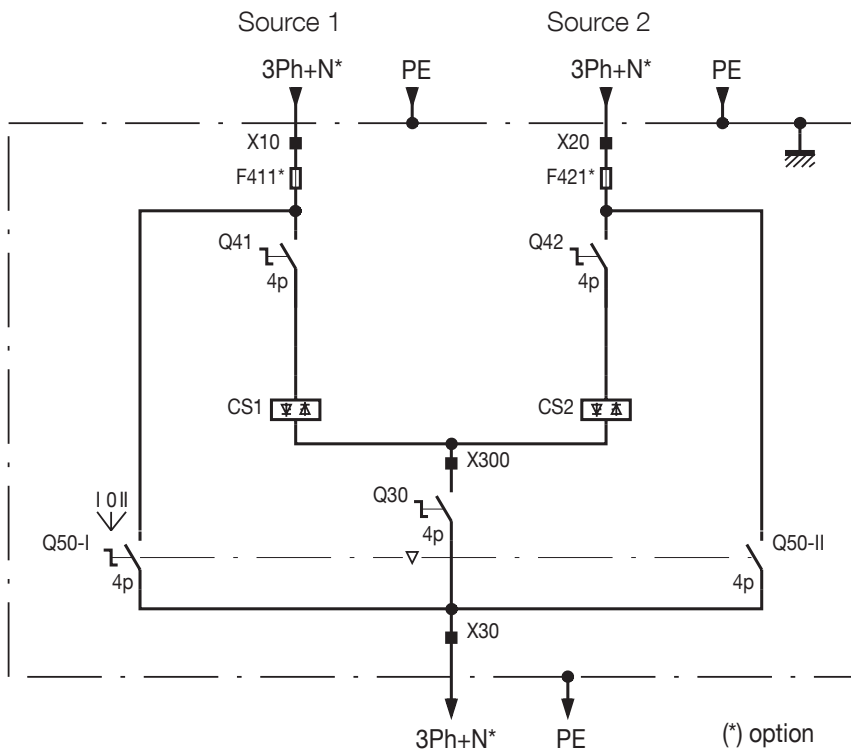 Source 1 Source 2
3Ph+N* PE 3Ph+N* PE
X10 X20
F411* F421*
Q41 Q42
4p 4p
CS1 CS2
X300
Q30
I 0 II
4p
Q50-I Q50-II
4p 4p
X30
3Ph+N* PE (*) option